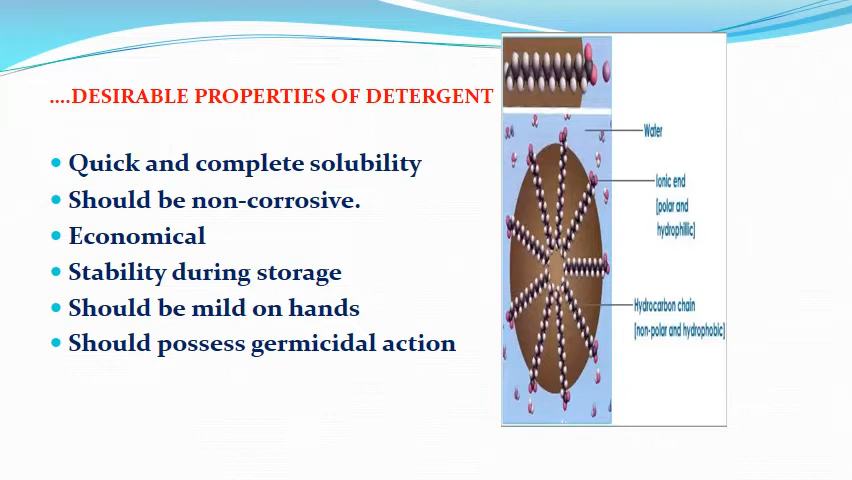 ....DESIRABLE PROPERTIES OF DETERGENT
• Quick and complete solubility
• Should be non-corrosive.
• Economical
• Stability during storage
• Should be mild on hands
• Should possess germicidal action
Water
Ionic end
[polar and
hydrophillic]
Hydrocarbon chain
[non-polar and hydrophobic]